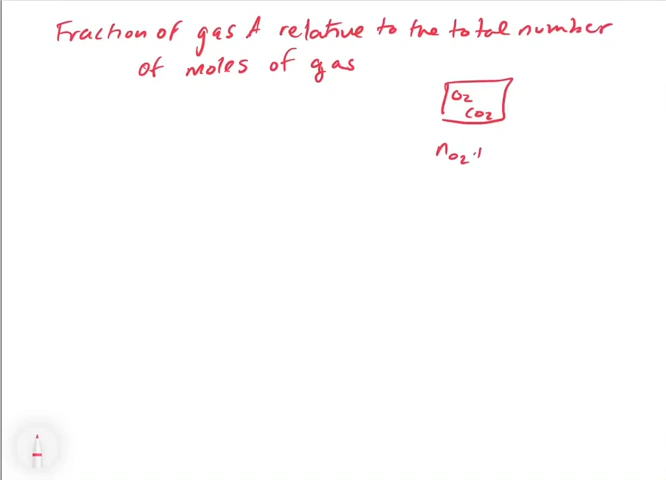 Fraction of gas A relative to the total number
of moles of gas
O2
CO2
nO2